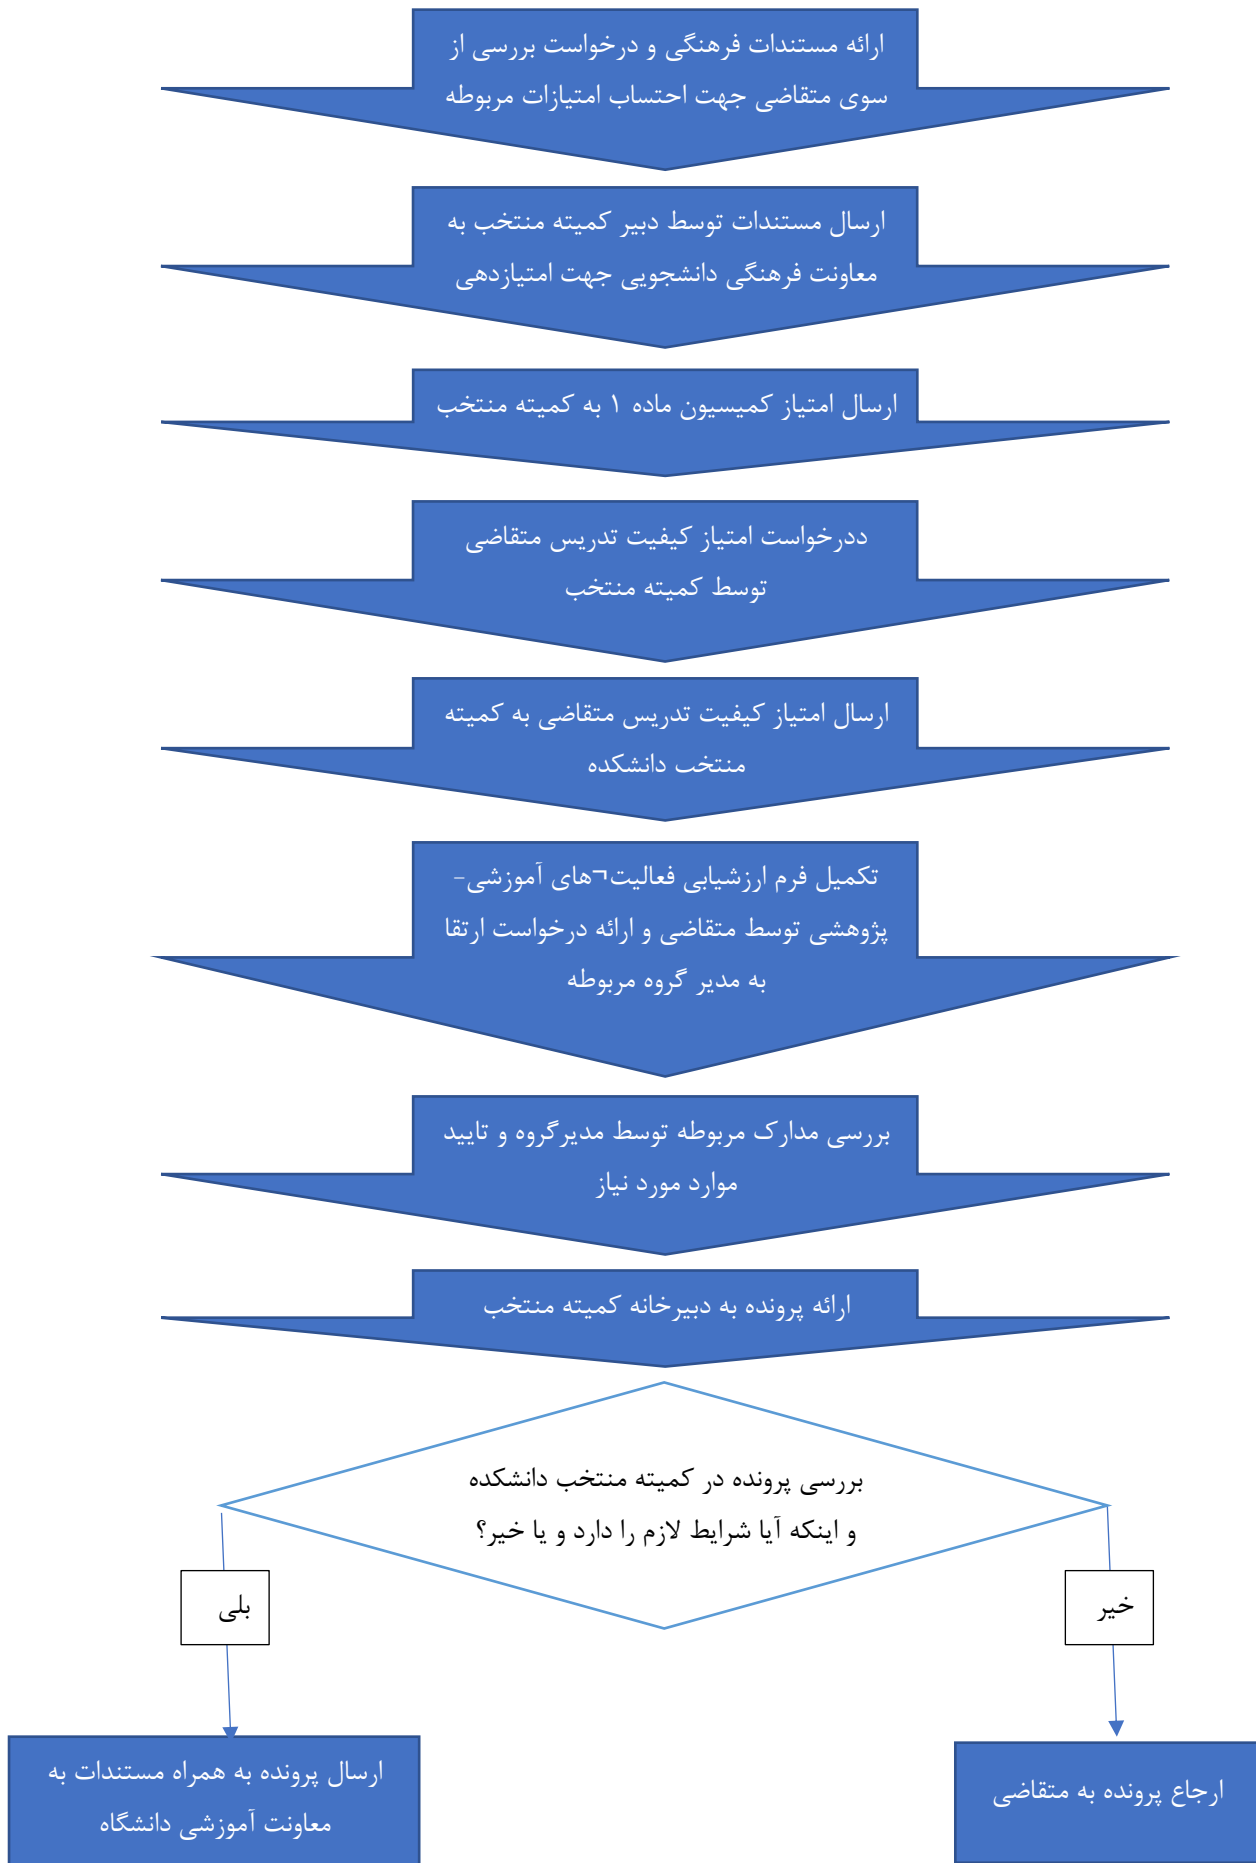 ارائه مستندات فرهنگی و درخواست بررسی از
سوی متقاضی جهت احتساب امتیازات مربوطه
ارسال مستندات توسط دبیر کمیته منتخب به
معاونت فرهنگی دانشجویی جهت امتیازدهی
ارسال امتیاز کمیسیون ماده ۱ به کمیته منتخب
ددرخواست امتیاز کیفیت تدریس متقاضی
توسط کمیته منتخب
ارسال امتیاز کیفیت تدریس متقاضی به کمیته
منتخب دانشکده
تکمیل فرم ارزشیابی فعالیت¬های آموزشی-
پژوهشی توسط متقاضی و ارائه درخواست ارتقا
به مدیر گروه مربوطه
بررسی مدارک مربوطه توسط مدیرگروه و تایید
موارد مورد نیاز
ارائه پرونده به دبیرخانه کمیته منتخب
بررسی پرونده در کمیته منتخب دانشکده
و اینکه آیا شرایط لازم را دارد و یا خیر؟
خیر
بلی
ارجاع پرونده به متقاضی
ارسال پرونده به همراه مستندات به
معاونت آموزشی دانشگاه